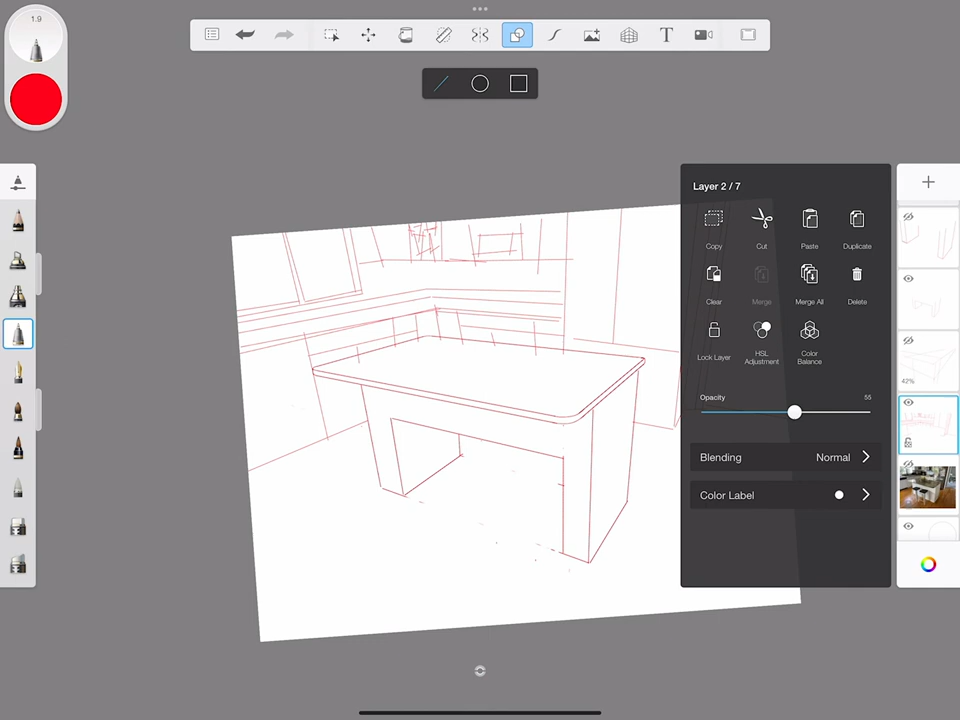 1.9
T
Layer 2 / 7
Copy Cut Paste Duplicate
Clear Merge Merge All Delete
Lock Layer HSL Adjustment Color Balance
Opacity 55
Blending Normal
Color Label
42%